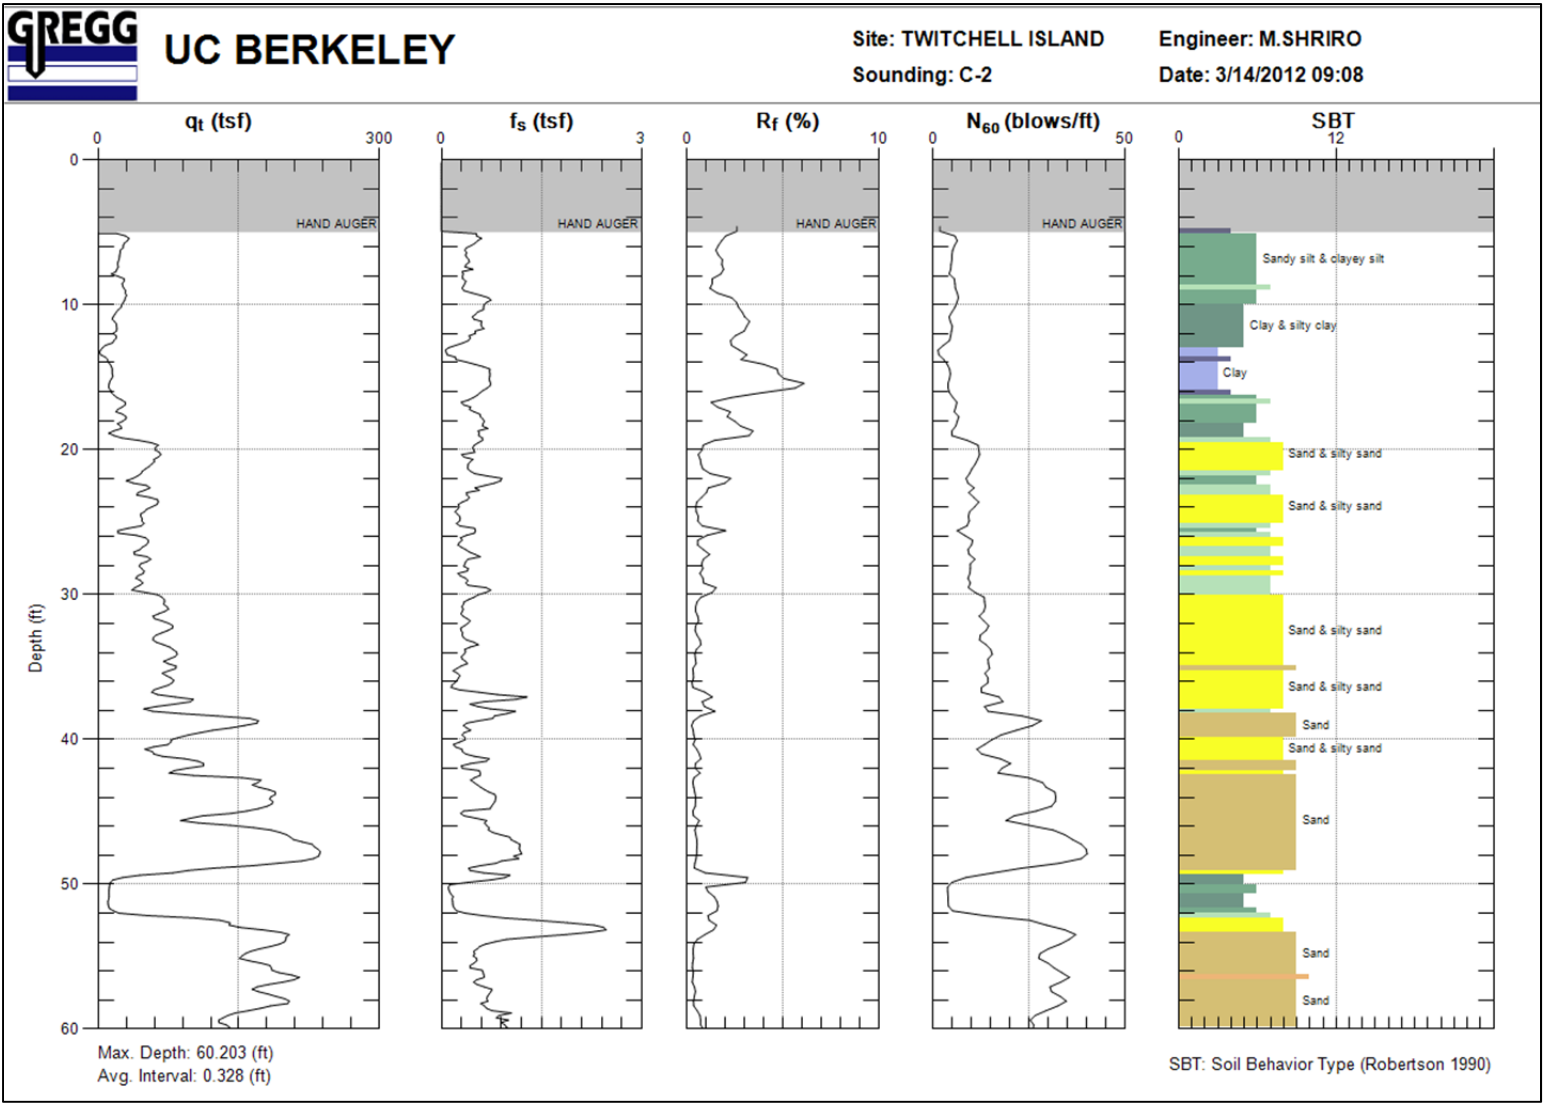 GREGG
UC BERKELEY
Site: TWITCHELL ISLAND
Engineer: M.SHRIRO
Sounding: C-2
Date: 3/14/2012 09:08
qt (tsf)
fs (tsf)
Rf (%)
N60 (blows/ft)
SBT
0
300
0
3
0
10
0
50
0
12
0
HAND AUGER
HAND AUGER
HAND AUGER
HAND AUGER
Sandy silt & clayey silt
10
Clay & silty clay
Clay
20
Sand & silty sand
Sand & silty sand
30
Depth (ft)
Sand & silty sand
Sand & silty sand
Sand
40
Sand & silty sand
Sand
50
Sand
Sand
60
Max. Depth: 60.203 (ft)
Avg. Interval: 0.328 (ft)
SBT: Soil Behavior Type (Robertson 1990)